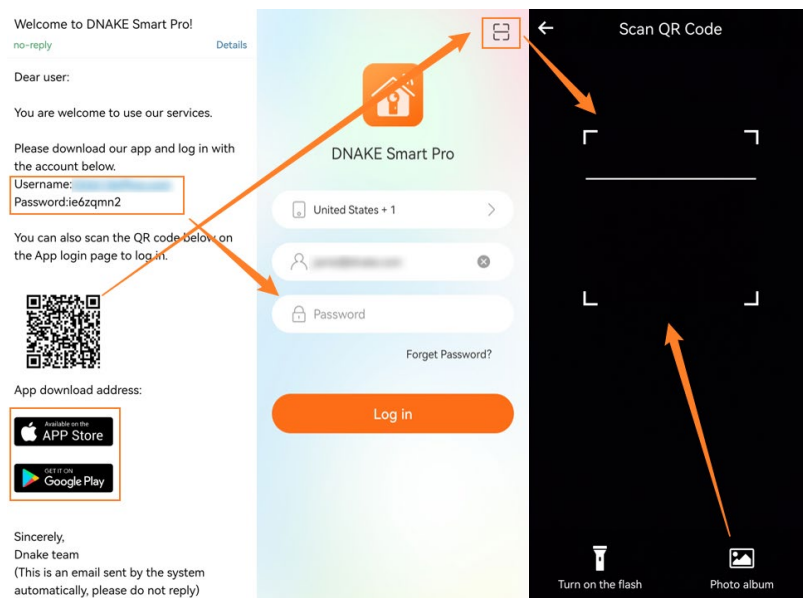 Welcome to DNAKE Smart Pro!
no-reply
Details
Dear user:
You are welcome to use our services.
Please download our app and log in with
the account below.
Username:
Password:ie6zqmn2
You can also scan the QR code below on
the App login page to log in.
App download address:
Available on the
APP Store
GET IT ON
Google Play
Sincerely,
Dnake team
(This is an email sent by the system
automatically, please do not reply)
DNAKE Smart Pro
United States + 1
Password
Forget Password?
Log in
Scan QR Code
Turn on the flash
Photo album